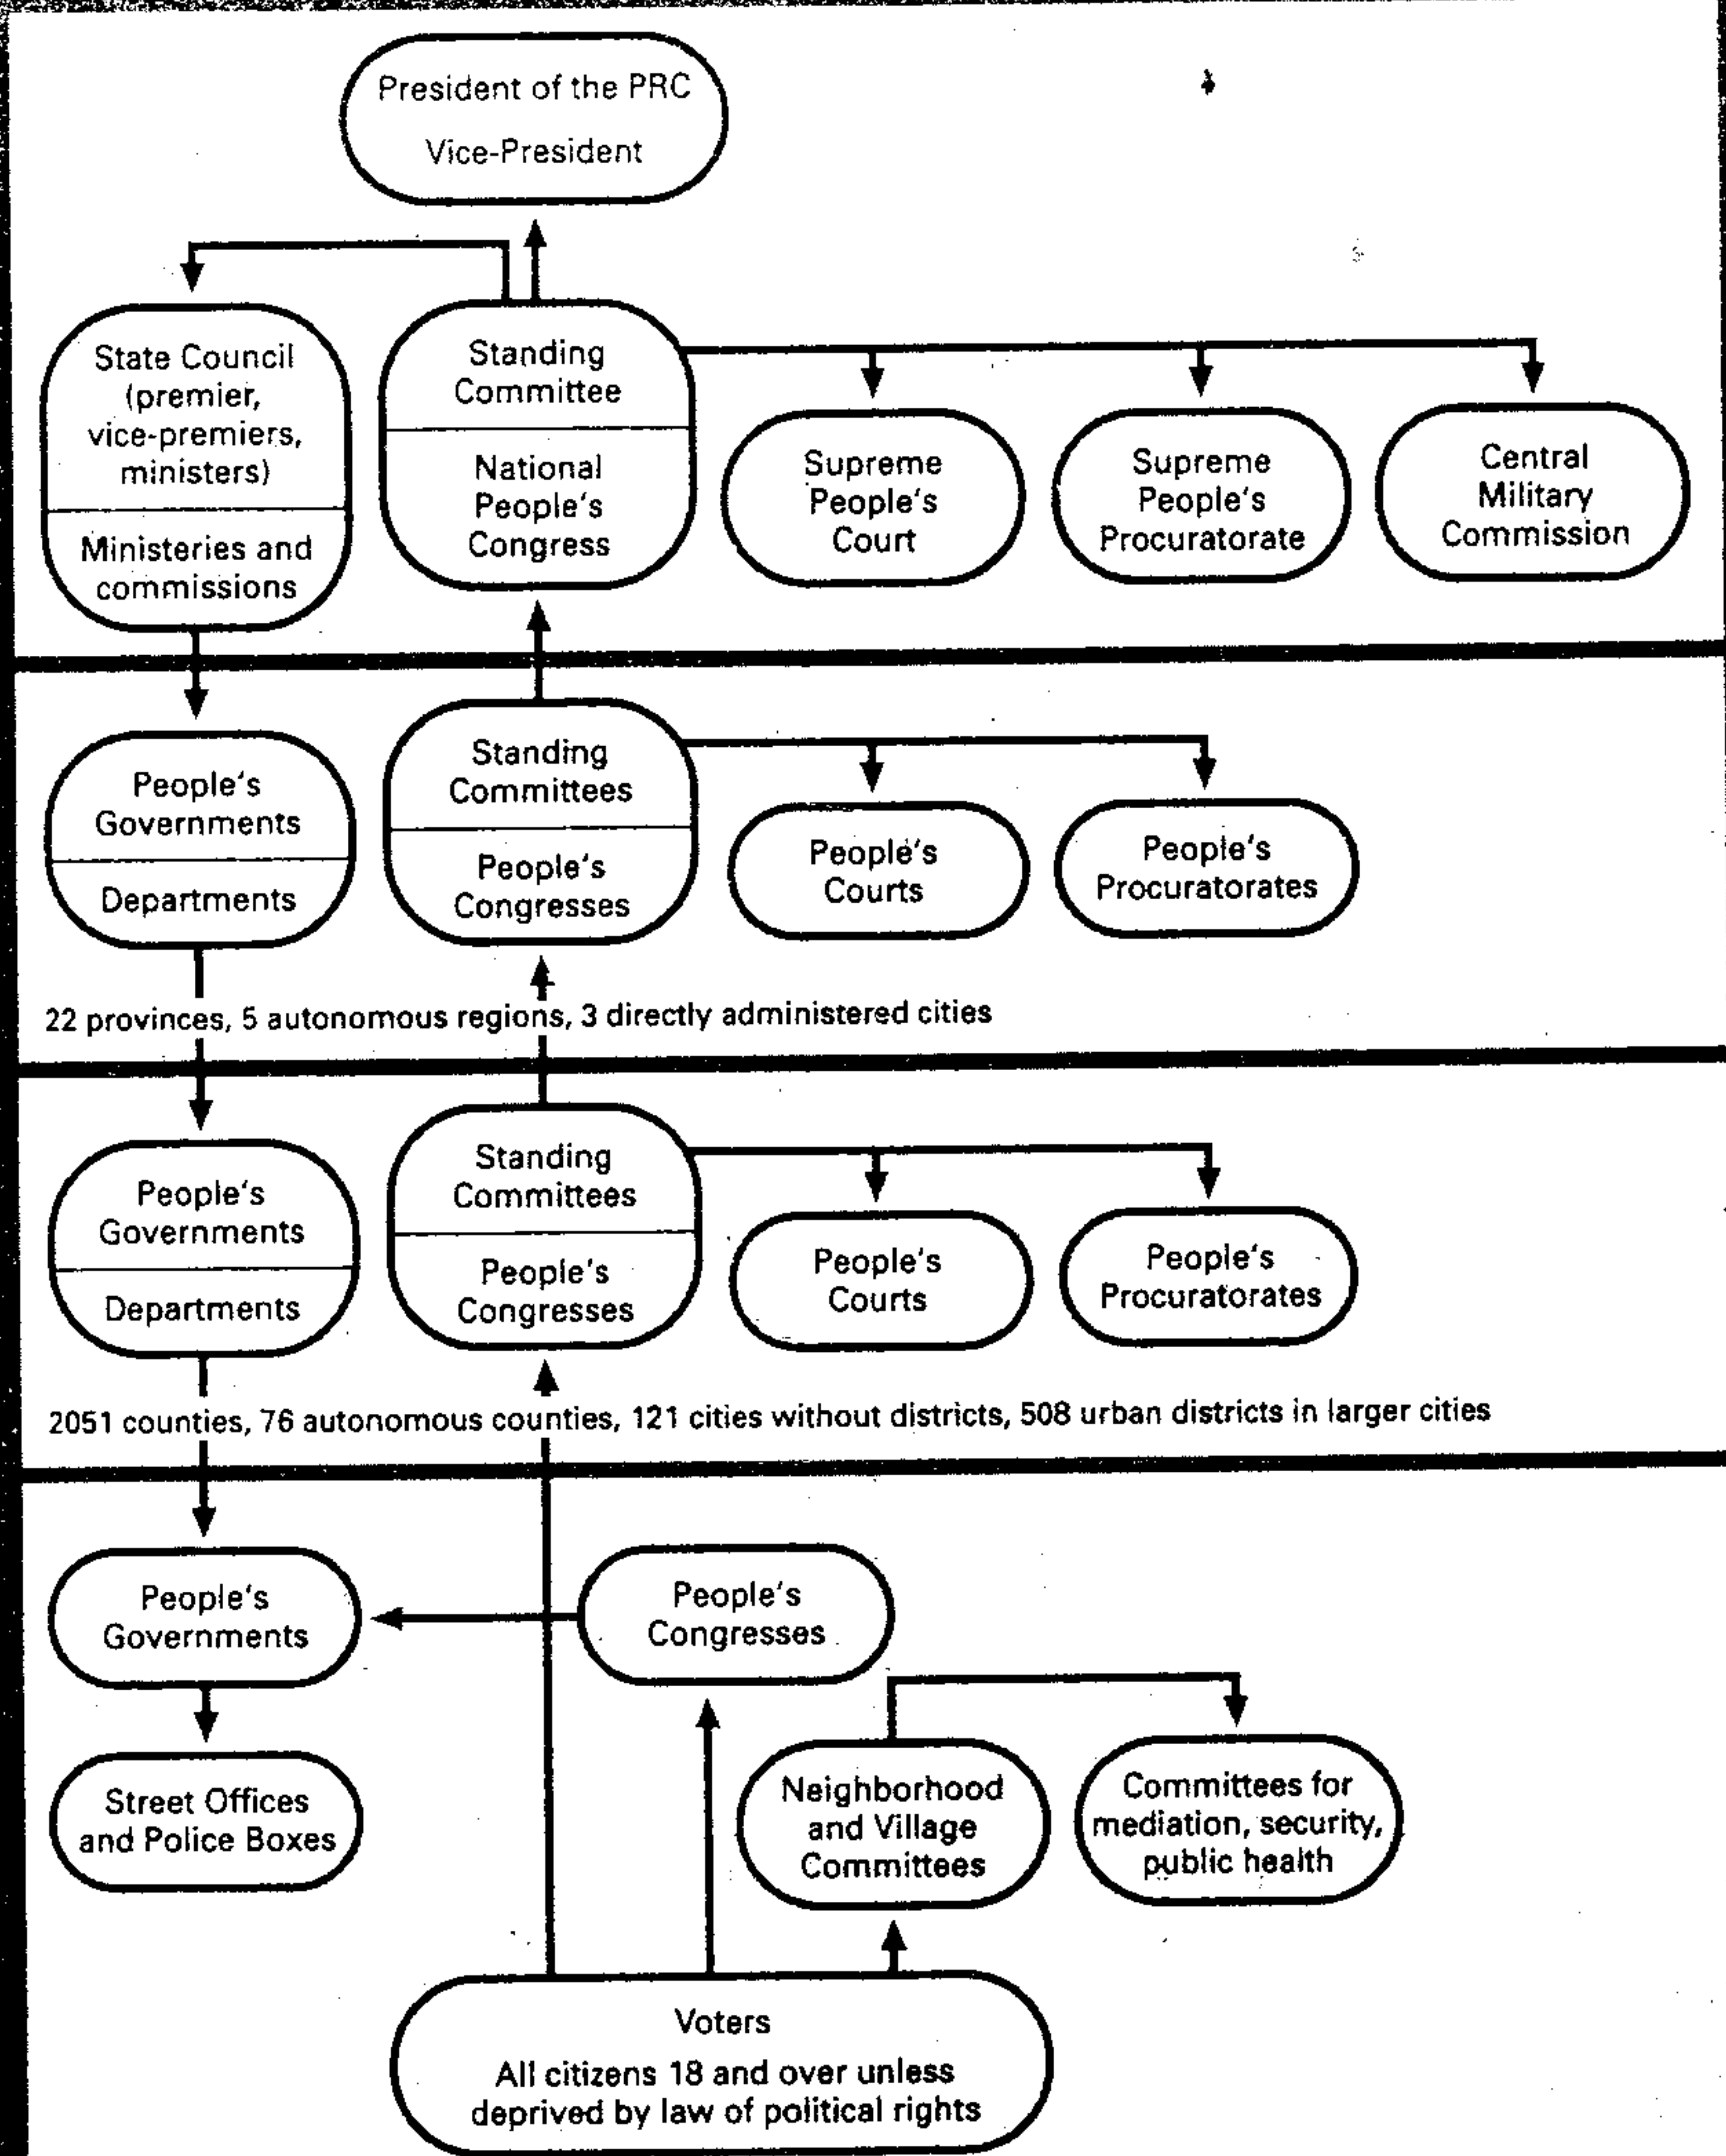 President of the PRC
Vice-President
State Council
(premier,
vice-premiers,
ministers)
Ministeries and
commissions
Standing
Committee
National
People's
Congress
Supreme
People's
Court
Supreme
People's
Procuratorate
Central
Military
Commission
People's
Governments
Departments
Standing
Committees
People's
Congresses
People's
Courts
People's
Procuratorates
22 provinces, 5 autonomous regions, 3 directly administered cities
People's
Governments
Departments
Standing
Committees
People's
Congresses
People's
Courts
People's
Procuratorates
2051 counties, 76 autonomous counties, 121 cities without districts, 508 urban districts in larger cities
People's
Governments
People's
Congresses
Street Offices
and Police Boxes
Neighborhood
and Village
Committees
Committees for
mediation, security,
public health
Voters
All citizens 18 and over unless
deprived by law of political rights